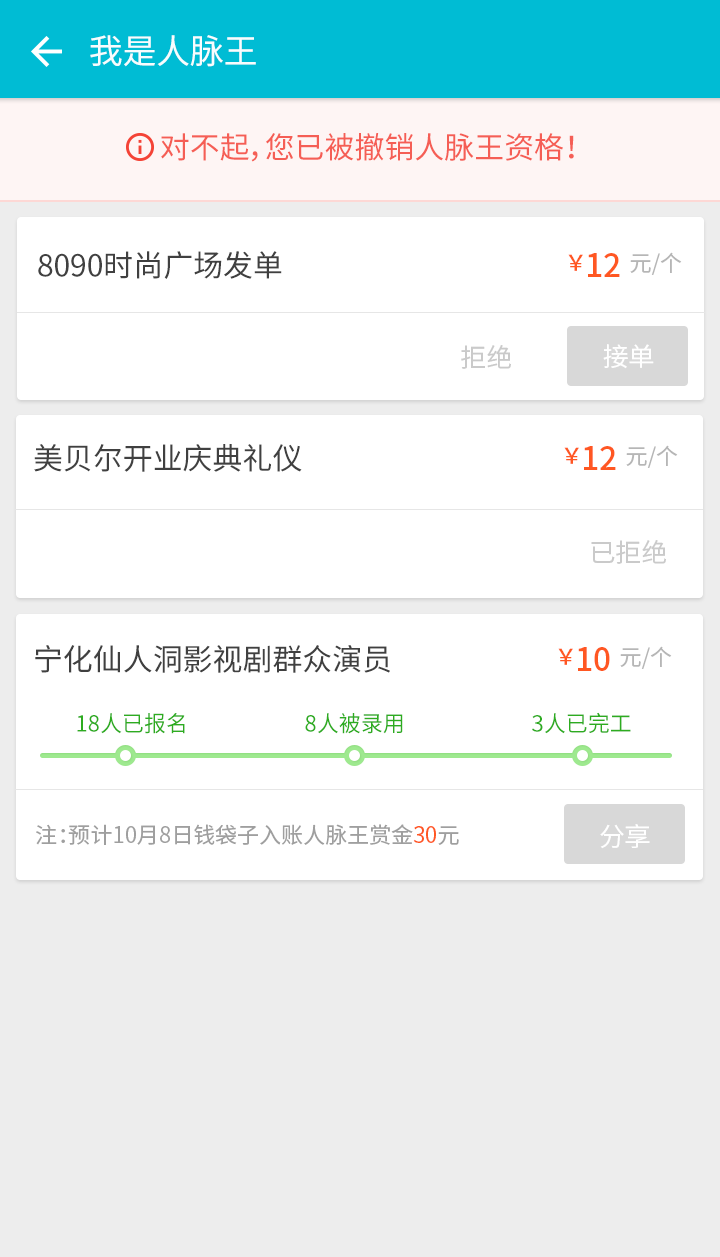 我是人脉王
对不起，您已被撤销人脉王资格！
8090时尚广场发单 ¥12 元/个
拒绝 接单
美贝尔开业庆典礼仪 ¥12 元/个
已拒绝
宁化仙人洞影视剧群众演员 ¥10 元/个
18人已报名 8人被录用 3人已完工
注：预计10月8日钱袋子入账人脉王赏金30元 分享